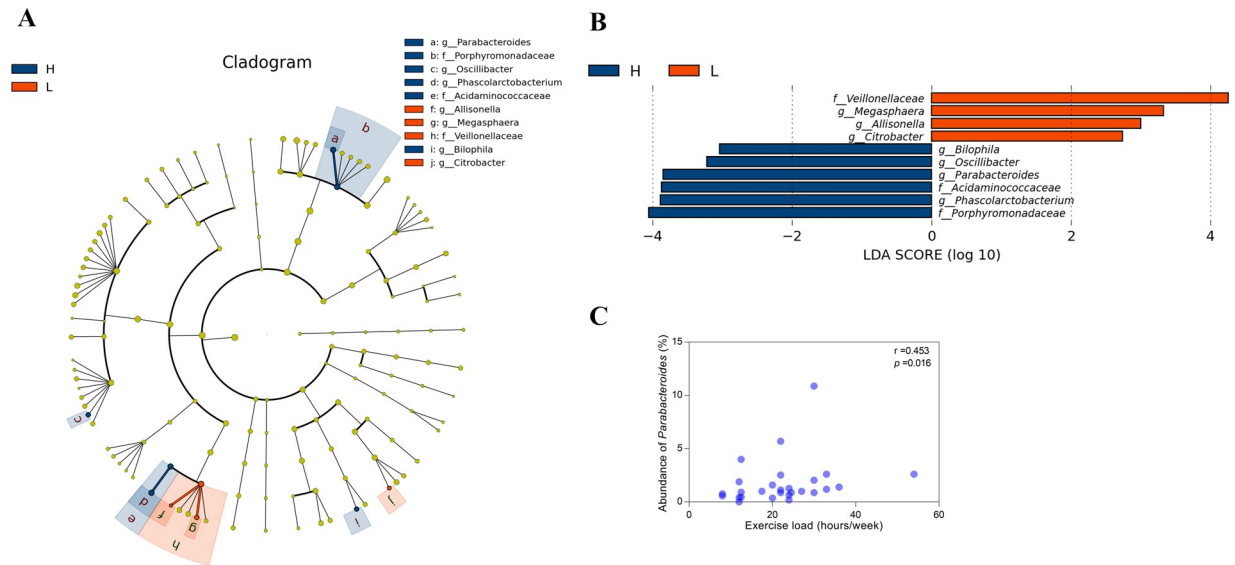 A
H
L
Cladogram
a: g__Parabacteroides
b: f__Porphyromonadaceae
c: g__Oscillibacter
d: g__Phascolarctobacterium
e: f__Acidaminococcaceae
f: g__Allisonella
g: g__Megasphaera
h: f__Veillonellaceae
i: g__Bilophila
j: g__Citrobacter
a
b
c
d
e
f
g
h
i
j
B
H
L
f__Veillonellaceae
g__Megasphaera
g__Allisonella
g__Citrobacter
g__Bilophila
g__Oscillibacter
g__Parabacteroides
f__Acidaminococcaceae
g__Phascolarctobacterium
f__Porphyromonadaceae
−4 −2 0 2 4
LDA SCORE (log 10)
C
Abundance of Parabacteroides (%)
15
10
5
0
r =0.453
p =0.016
0 20 40 60
Exercise load (hours/week)